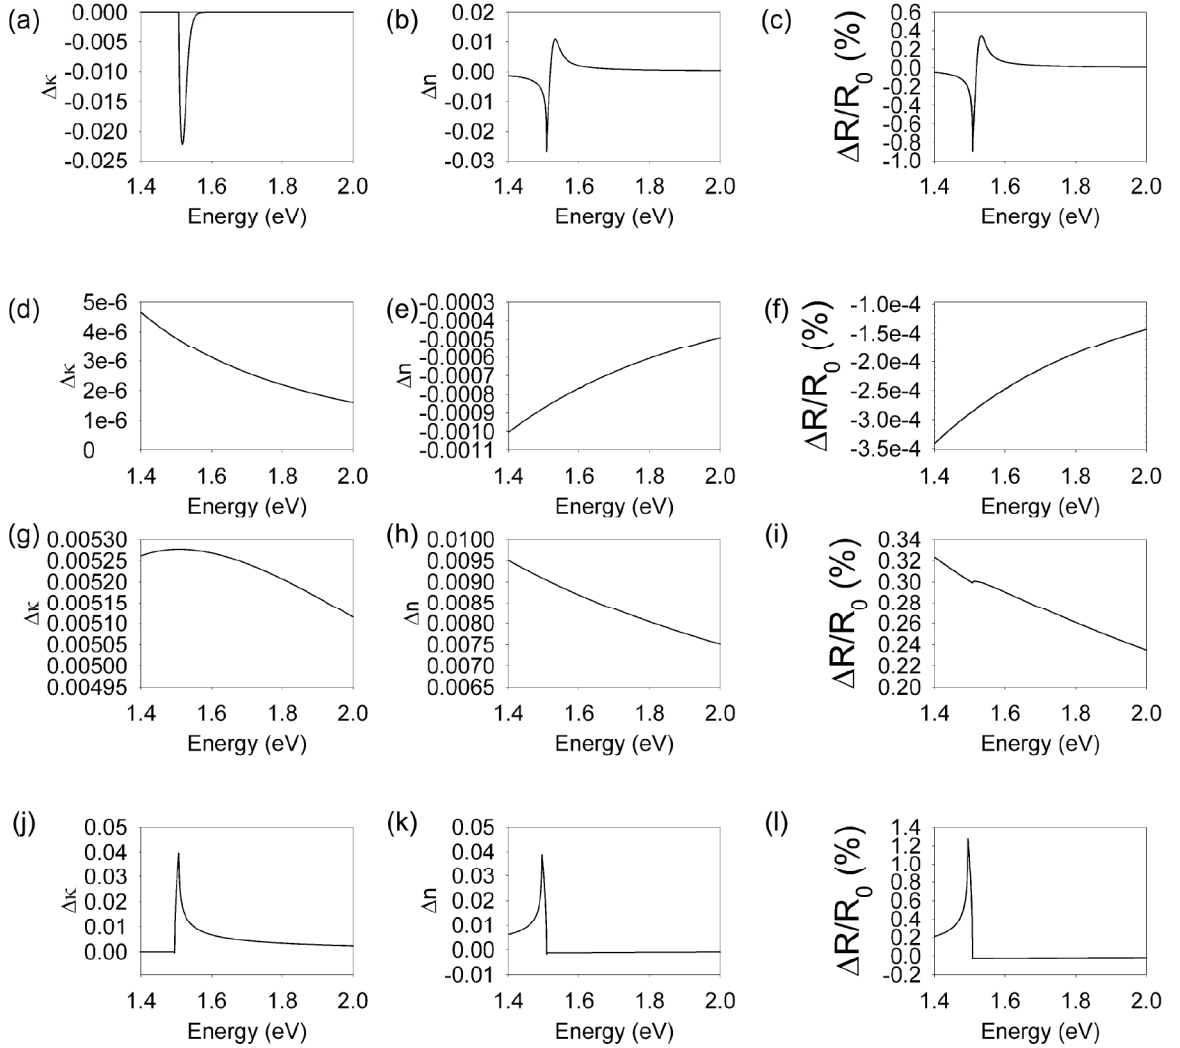 (a)
Δκ
0.000
-0.005
-0.010
-0.015
-0.020
-0.025
1.4 1.6 1.8 2.0
Energy (eV)
(b)
Δn
0.02
0.01
0.00
-0.01
-0.02
-0.03
1.4 1.6 1.8 2.0
Energy (eV)
(c)
ΔR/R0 (%)
0.6
0.4
0.2
0.0
-0.2
-0.4
-0.6
-0.8
-1.0
1.4 1.6 1.8 2.0
Energy (eV)
(d)
Δκ
5e-6
4e-6
3e-6
2e-6
1e-6
0
1.4 1.6 1.8 2.0
Energy (eV)
(e)
Δn
-0.0003
-0.0004
-0.0005
-0.0006
-0.0007
-0.0008
-0.0009
-0.0010
-0.0011
1.4 1.6 1.8 2.0
Energy (eV)
(f)
ΔR/R0 (%)
-1.0e-4
-1.5e-4
-2.0e-4
-2.5e-4
-3.0e-4
-3.5e-4
1.4 1.6 1.8 2.0
Energy (eV)
(g)
Δκ
0.00530
0.00525
0.00520
0.00515
0.00510
0.00505
0.00500
0.00495
1.4 1.6 1.8 2.0
Energy (eV)
(h)
Δn
0.0100
0.0095
0.0090
0.0085
0.0080
0.0075
0.0070
0.0065
1.4 1.6 1.8 2.0
Energy (eV)
(i)
ΔR/R0 (%)
0.34
0.32
0.30
0.28
0.26
0.24
0.22
0.20
1.4 1.6 1.8 2.0
Energy (eV)
(j)
Δκ
0.05
0.04
0.03
0.02
0.01
0.00
1.4 1.6 1.8 2.0
Energy (eV)
(k)
Δn
0.05
0.04
0.03
0.02
0.01
0.00
-0.01
1.4 1.6 1.8 2.0
Energy (eV)
(l)
ΔR/R0 (%)
1.4
1.2
1.0
0.8
0.6
0.4
0.2
0.0
-0.2
1.4 1.6 1.8 2.0
Energy (eV)